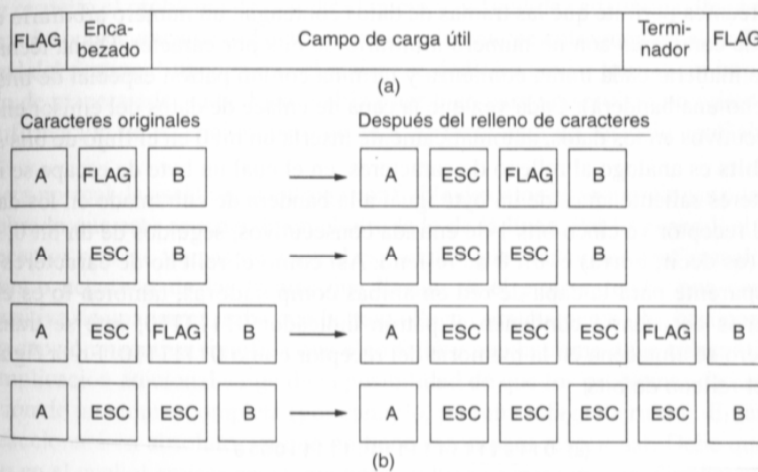 FLAG Enca-bezado Campo de carga útil Termi-nador FLAG
(a)
Caracteres originales Después del relleno de caracteres
A FLAG B A ESC FLAG B
A ESC B A ESC ESC B
A ESC FLAG B A ESC ESC ESC FLAG B
A ESC ESC B A ESC ESC ESC ESC B
(b)